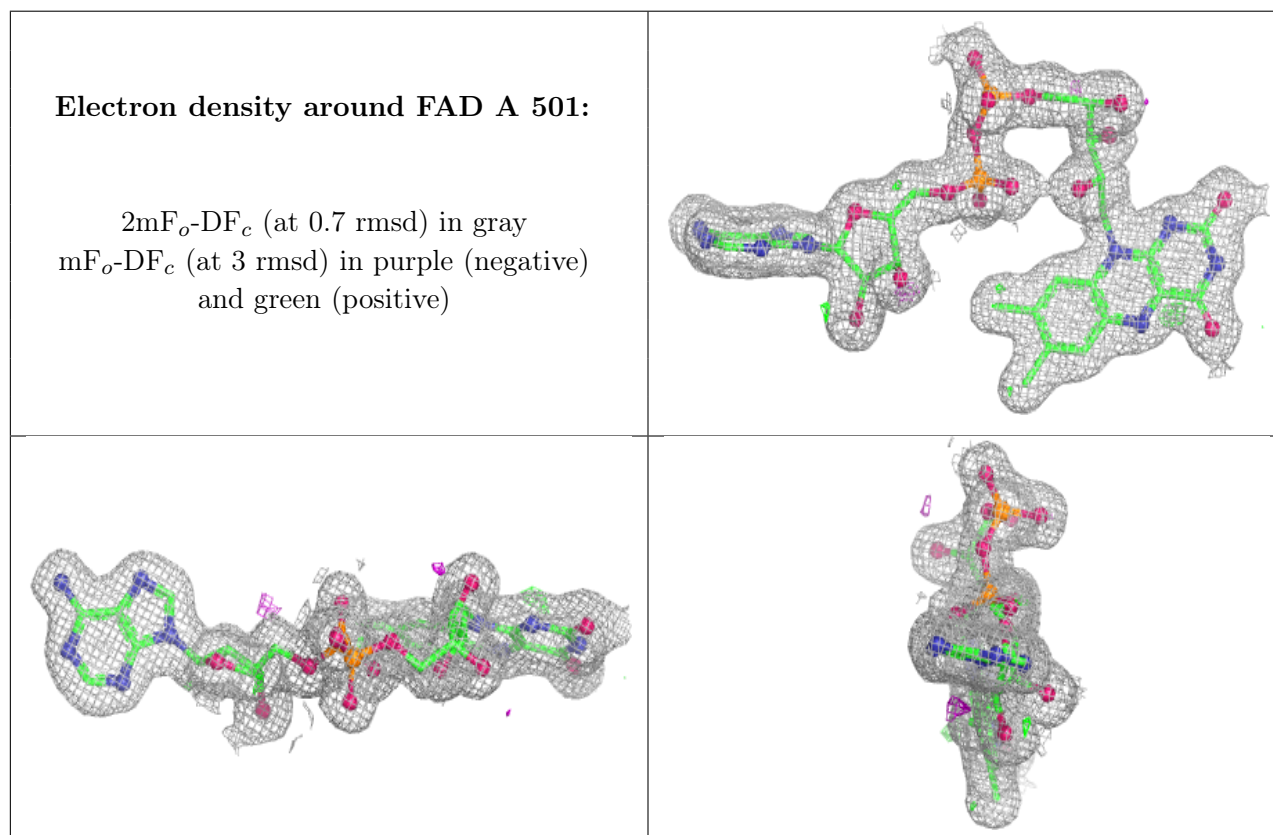 Electron density around FAD A 501:
2mFₒ-DF𝑐 (at 0.7 rmsd) in gray
mFₒ-DF𝑐 (at 3 rmsd) in purple (negative)
and green (positive)